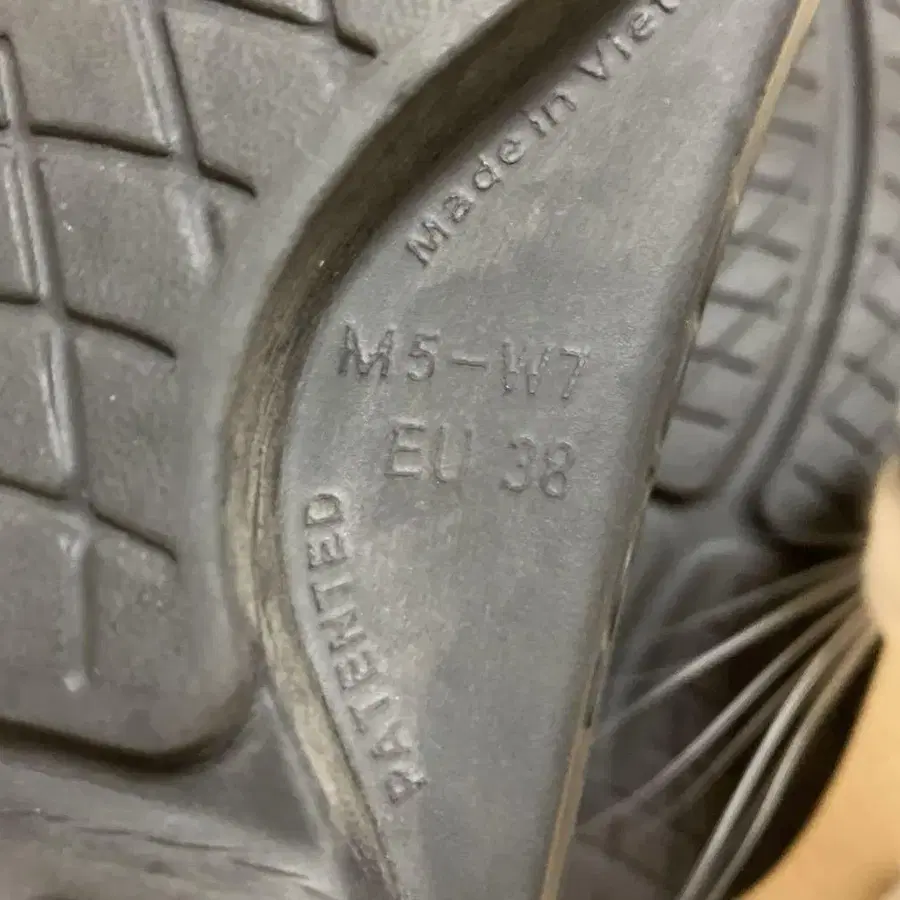 Made in Viet
M5-W7
EU 38
PATENTED